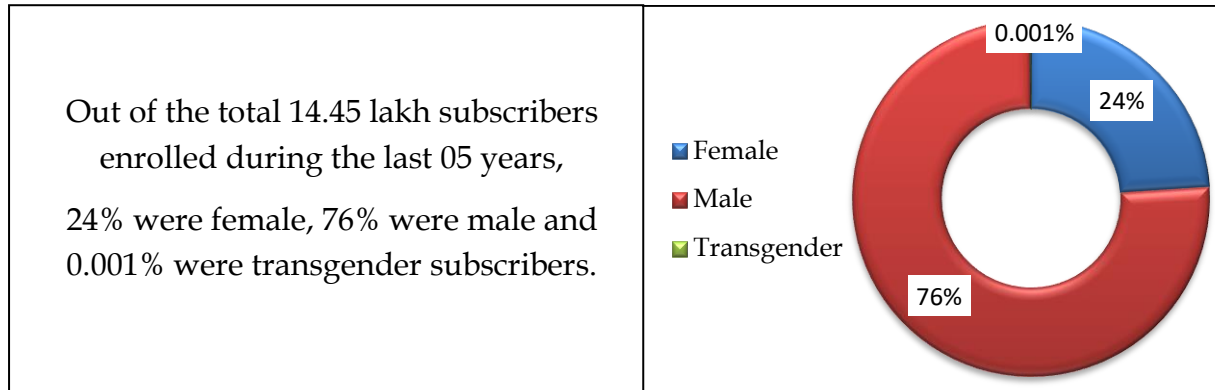 Out of the total 14.45 lakh subscribers
enrolled during the last 05 years,
24% were female, 76% were male and
0.001% were transgender subscribers.
Female
Male
Transgender
0.001%
24%
76%